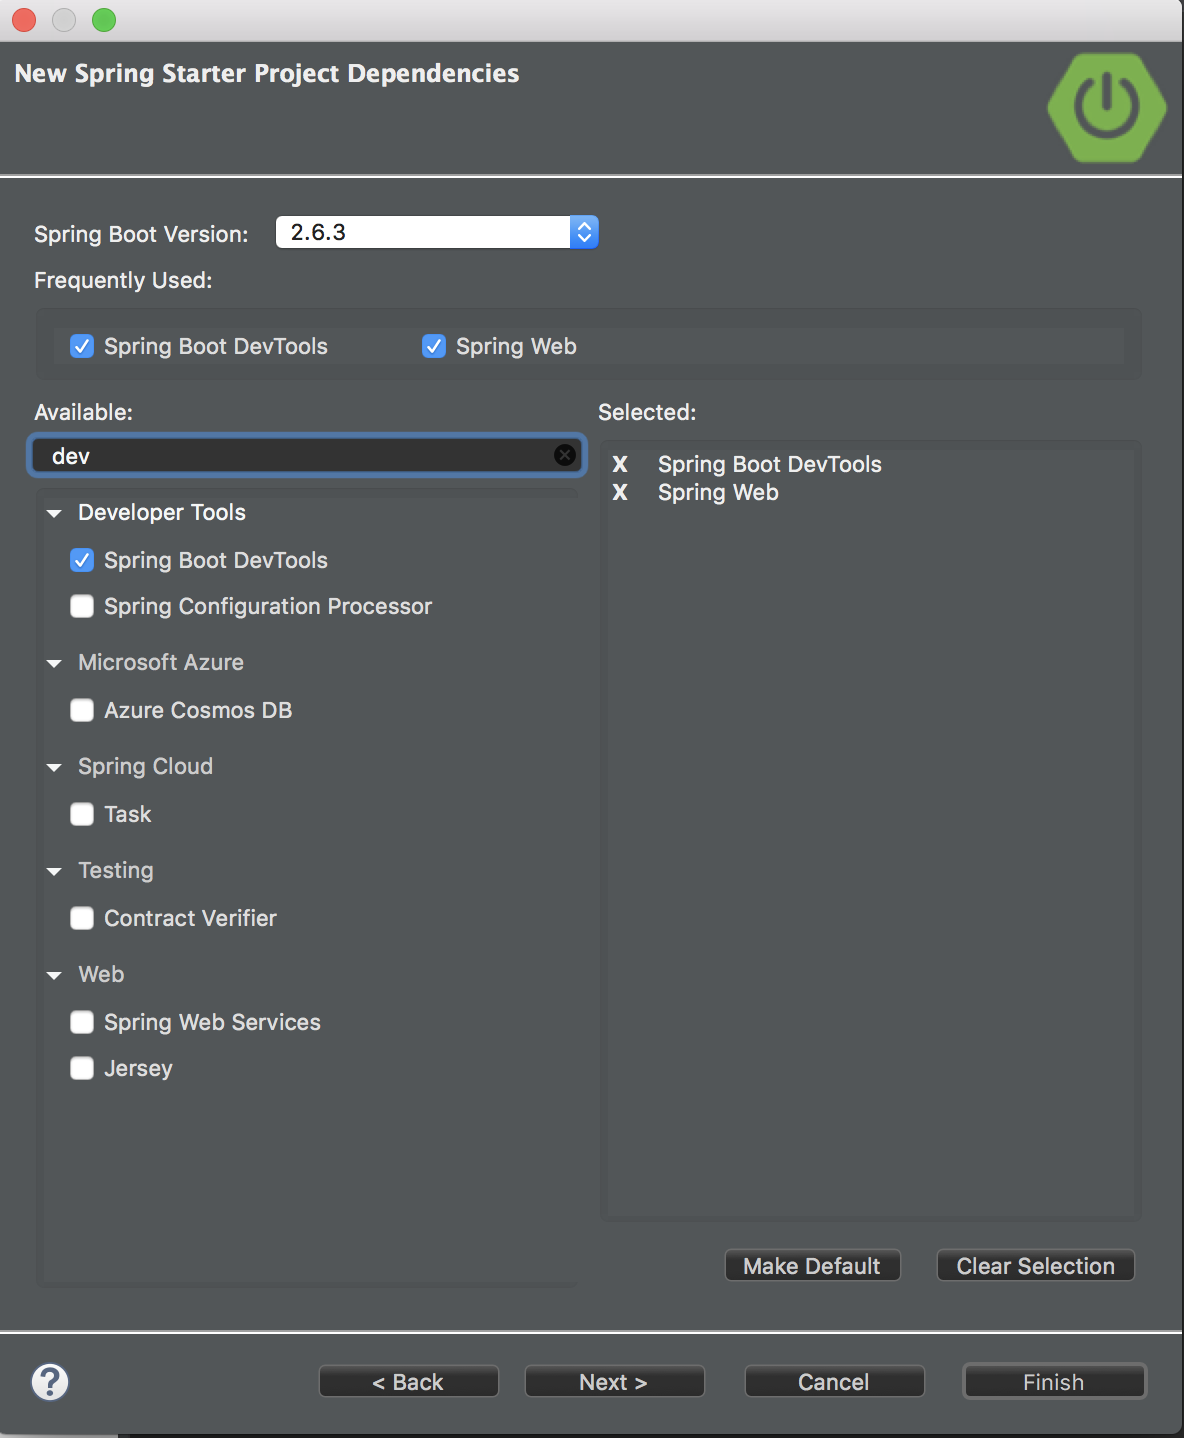 New Spring Starter Project Dependencies
Spring Boot Version: 2.6.3
Frequently Used:
Spring Boot DevTools Spring Web
Available:
dev
Developer Tools
Spring Boot DevTools
Spring Configuration Processor
Microsoft Azure
Azure Cosmos DB
Spring Cloud
Task
Testing
Contract Verifier
Web
Spring Web Services
Jersey
Selected:
X Spring Boot DevTools
X Spring Web
Make Default Clear Selection
? < Back Next > Cancel Finish